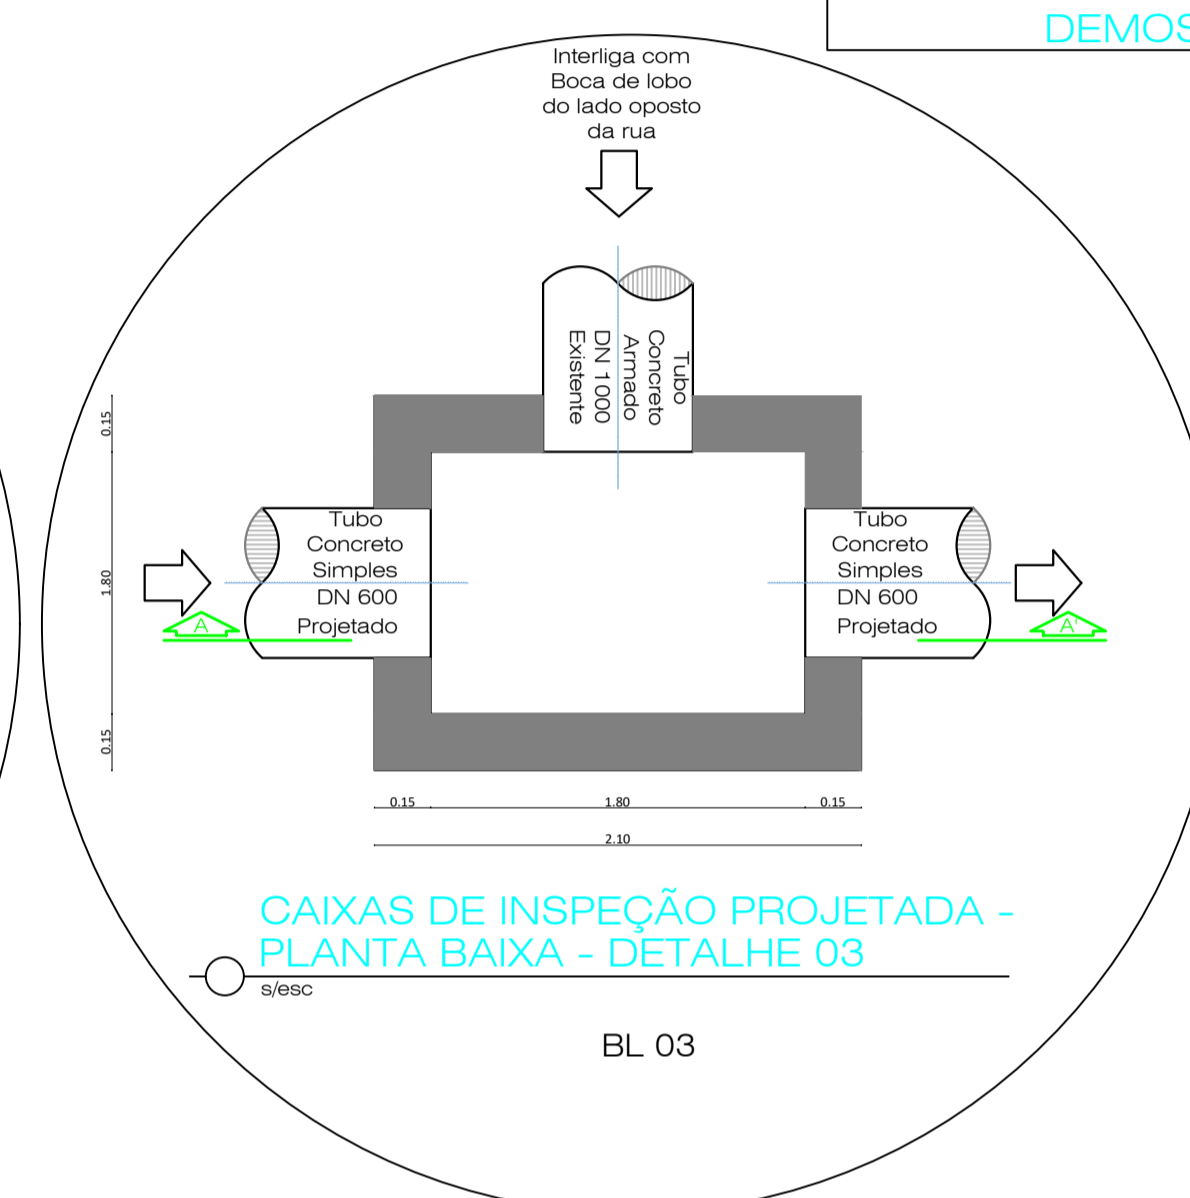 DEMOS
Interliga com
Boca de lobo
do lado oposto
da rua
Tubo
Concreto
Armado
DN 1000
Existente
0.15
1.80
0.15
Tubo
Concreto
Simples
DN 600
Projetado
A
Tubo
Concreto
Simples
DN 600
Projetado
A'
0.15
1.80
0.15
2.10
CAIXAS DE INSPEÇÃO PROJETADA -
PLANTA BAIXA - DETALHE 03
s/esc
BL 03